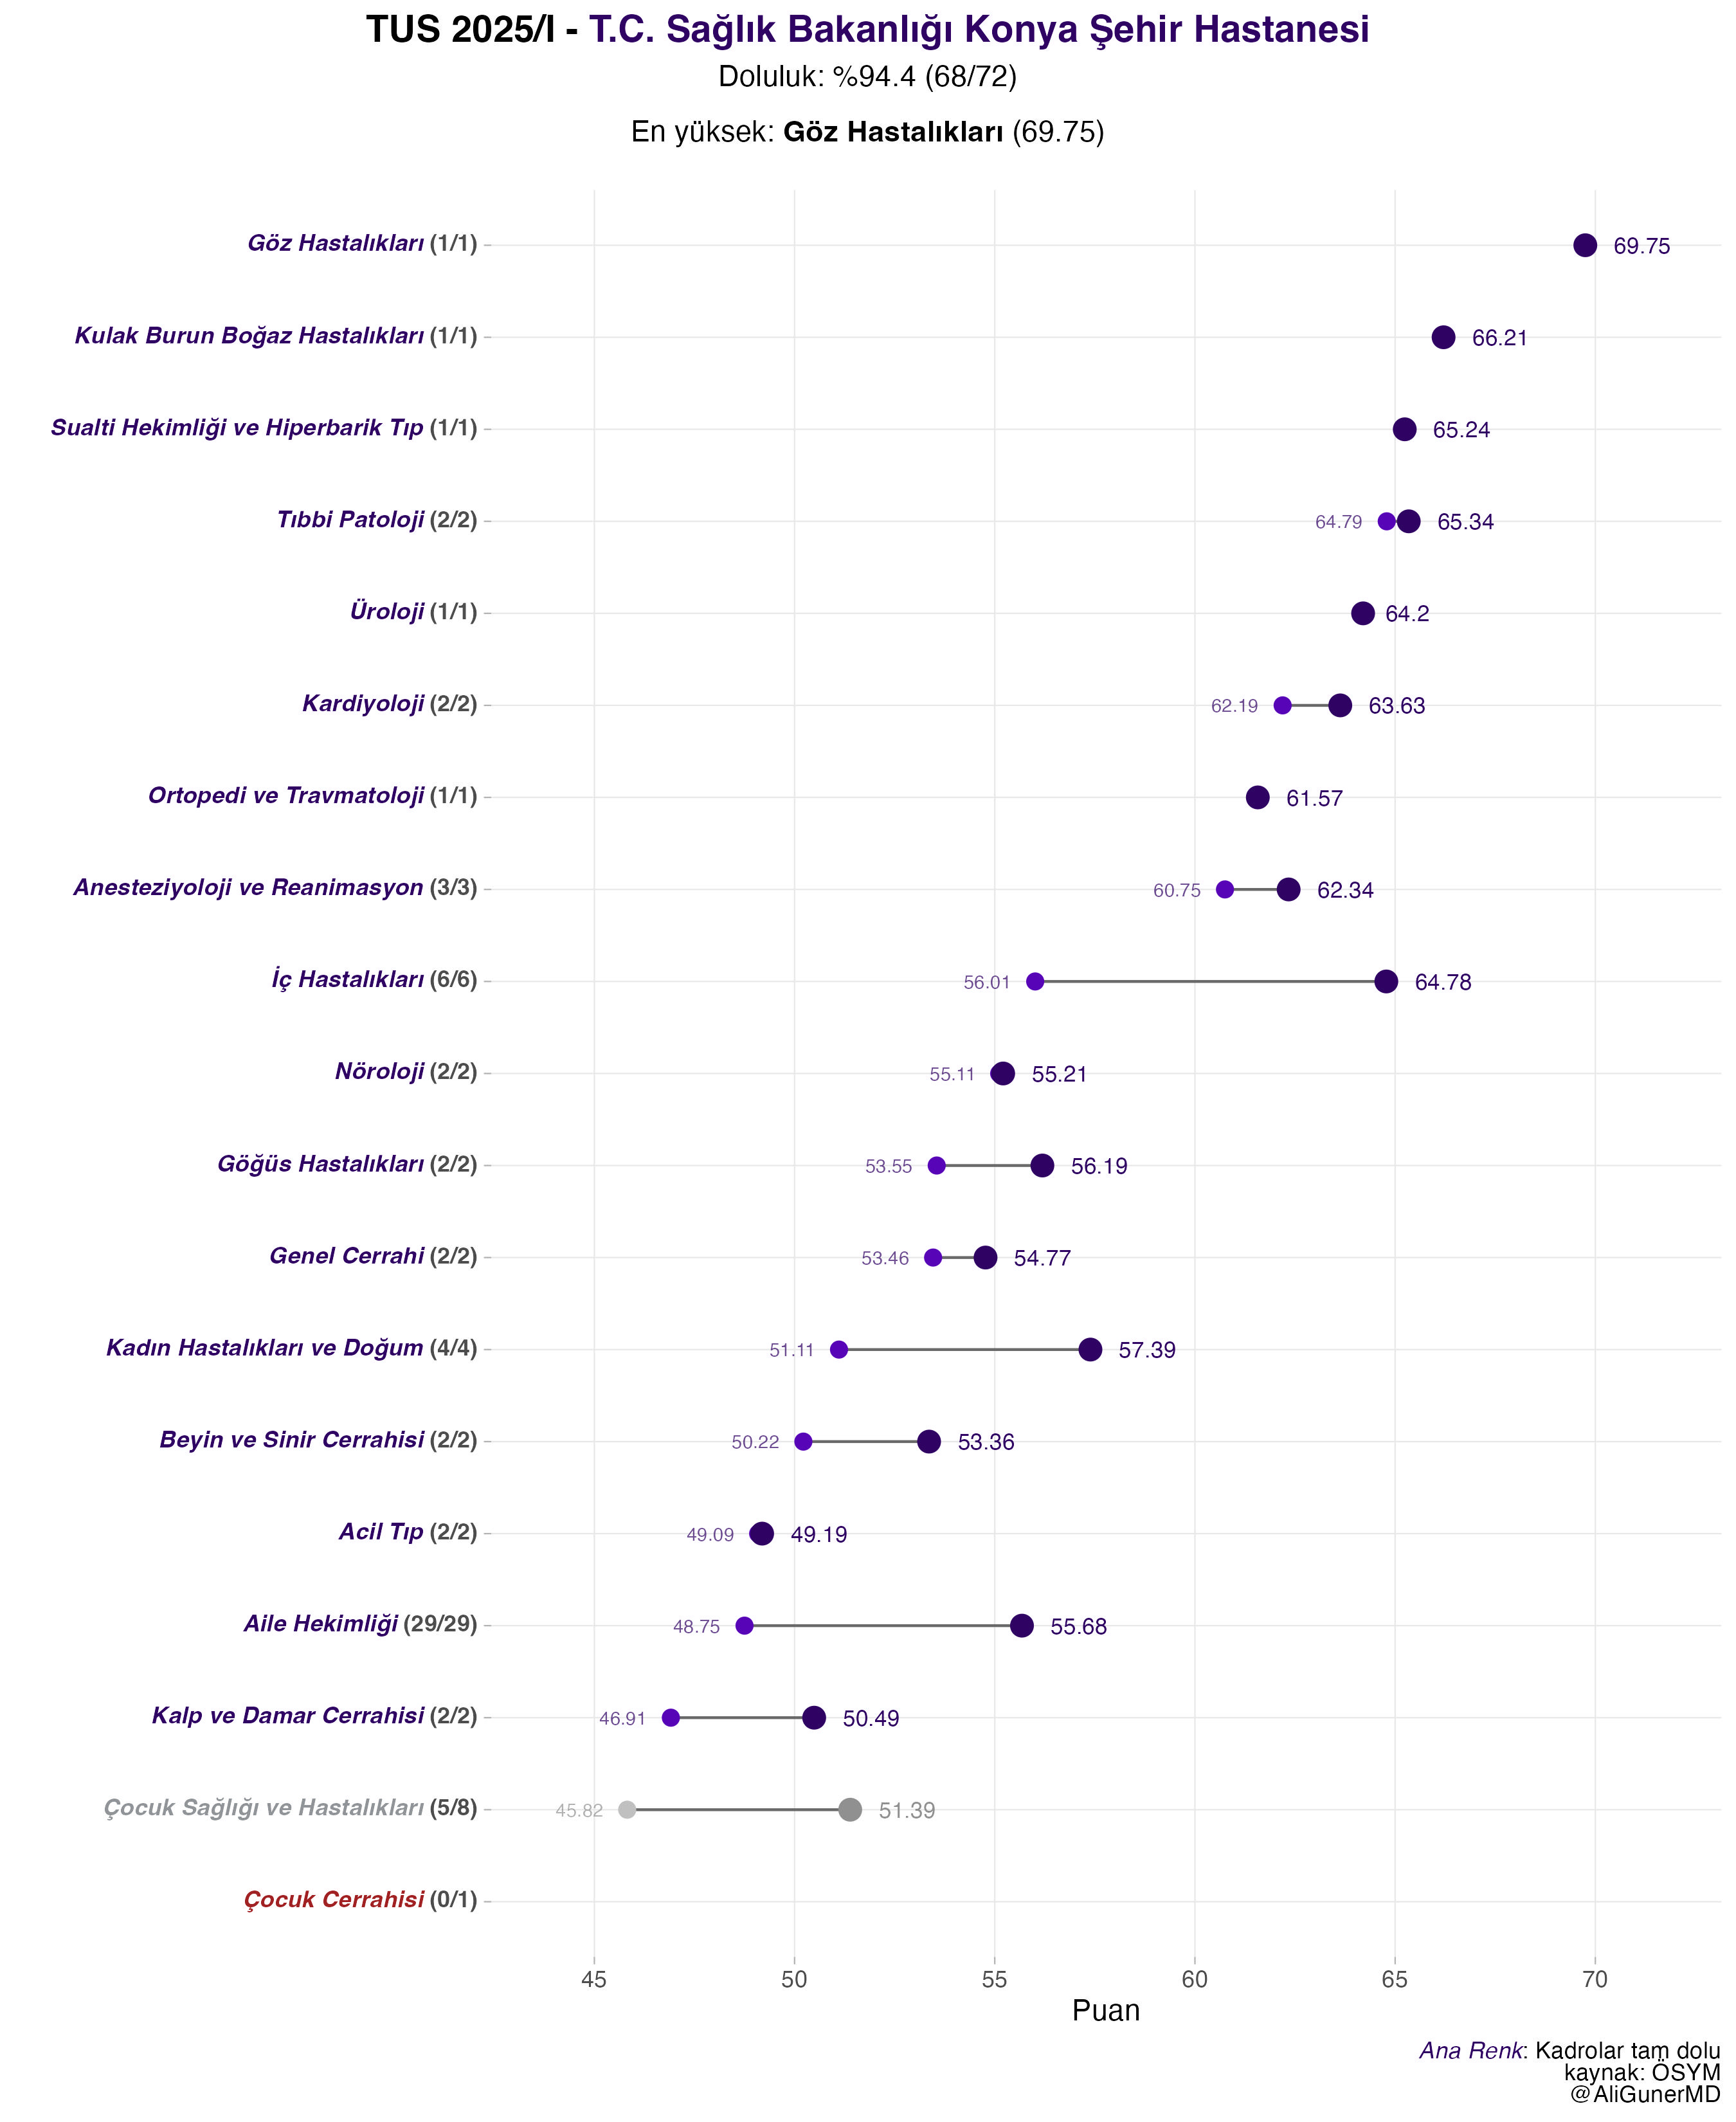 TUS 2025/I - T.C. Sağlık Bakanlığı Konya Şehir Hastanesi
Doluluk: %94.4 (68/72)
En yüksek: Göz Hastalıkları (69.75)
Göz Hastalıkları (1/1) 69.75
Kulak Burun Boğaz Hastalıkları (1/1) 66.21
Sualti Hekimliği ve Hiperbarik Tıp (1/1) 65.24
Tıbbi Patoloji (2/2) 64.79 65.34
Üroloji (1/1) 64.2
Kardiyoloji (2/2) 62.19 63.63
Ortopedi ve Travmatoloji (1/1) 61.57
Anesteziyoloji ve Reanimasyon (3/3) 60.75 62.34
İç Hastalıkları (6/6) 56.01 64.78
Nöroloji (2/2) 55.11 55.21
Göğüs Hastalıkları (2/2) 53.55 56.19
Genel Cerrahi (2/2) 53.46 54.77
Kadın Hastalıkları ve Doğum (4/4) 51.11 57.39
Beyin ve Sinir Cerrahisi (2/2) 50.22 53.36
Acil Tıp (2/2) 49.09 49.19
Aile Hekimliği (29/29) 48.75 55.68
Kalp ve Damar Cerrahisi (2/2) 46.91 50.49
Çocuk Sağlığı ve Hastalıkları (5/8) 45.82 51.39
Çocuk Cerrahisi (0/1)
45 50 55 60 65 70
Puan
Ana Renk: Kadrolar tam dolu
kaynak: ÖSYM
@AliGunerMD